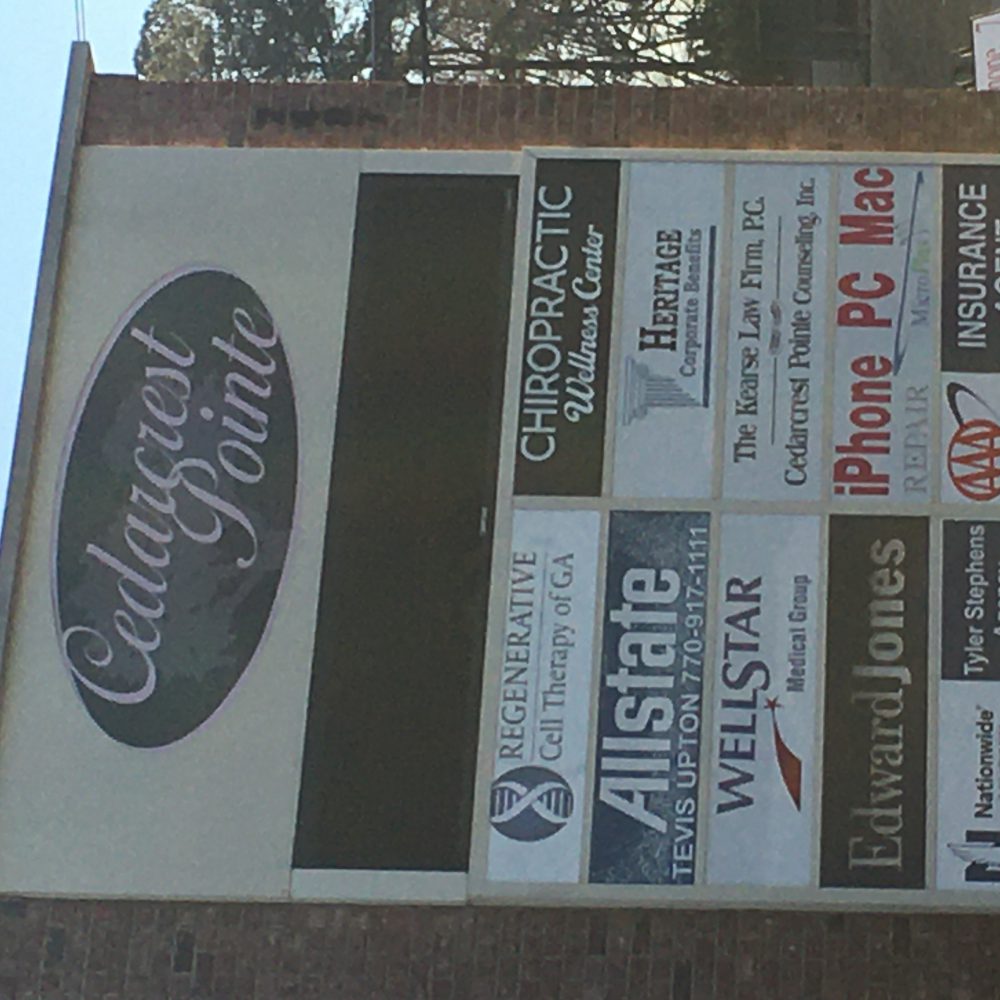 Cedarcrest
Pointe
REGENERATIVE
Cell Therapy of GA
CHIROPRACTIC
Wellness Center
Allstate
TEVIS UPTON 770-917-1111
HERITAGE
Corporate Benefits
WELLSTAR
Medical Group
The Kearse Law Firm, P.C.
Cedarcrest Pointe Counseling, Inc.
EdwardJones
iPhone PC Mac
REPAIR
Nationwide
Tyler Stephens
AAA
INSURANCE